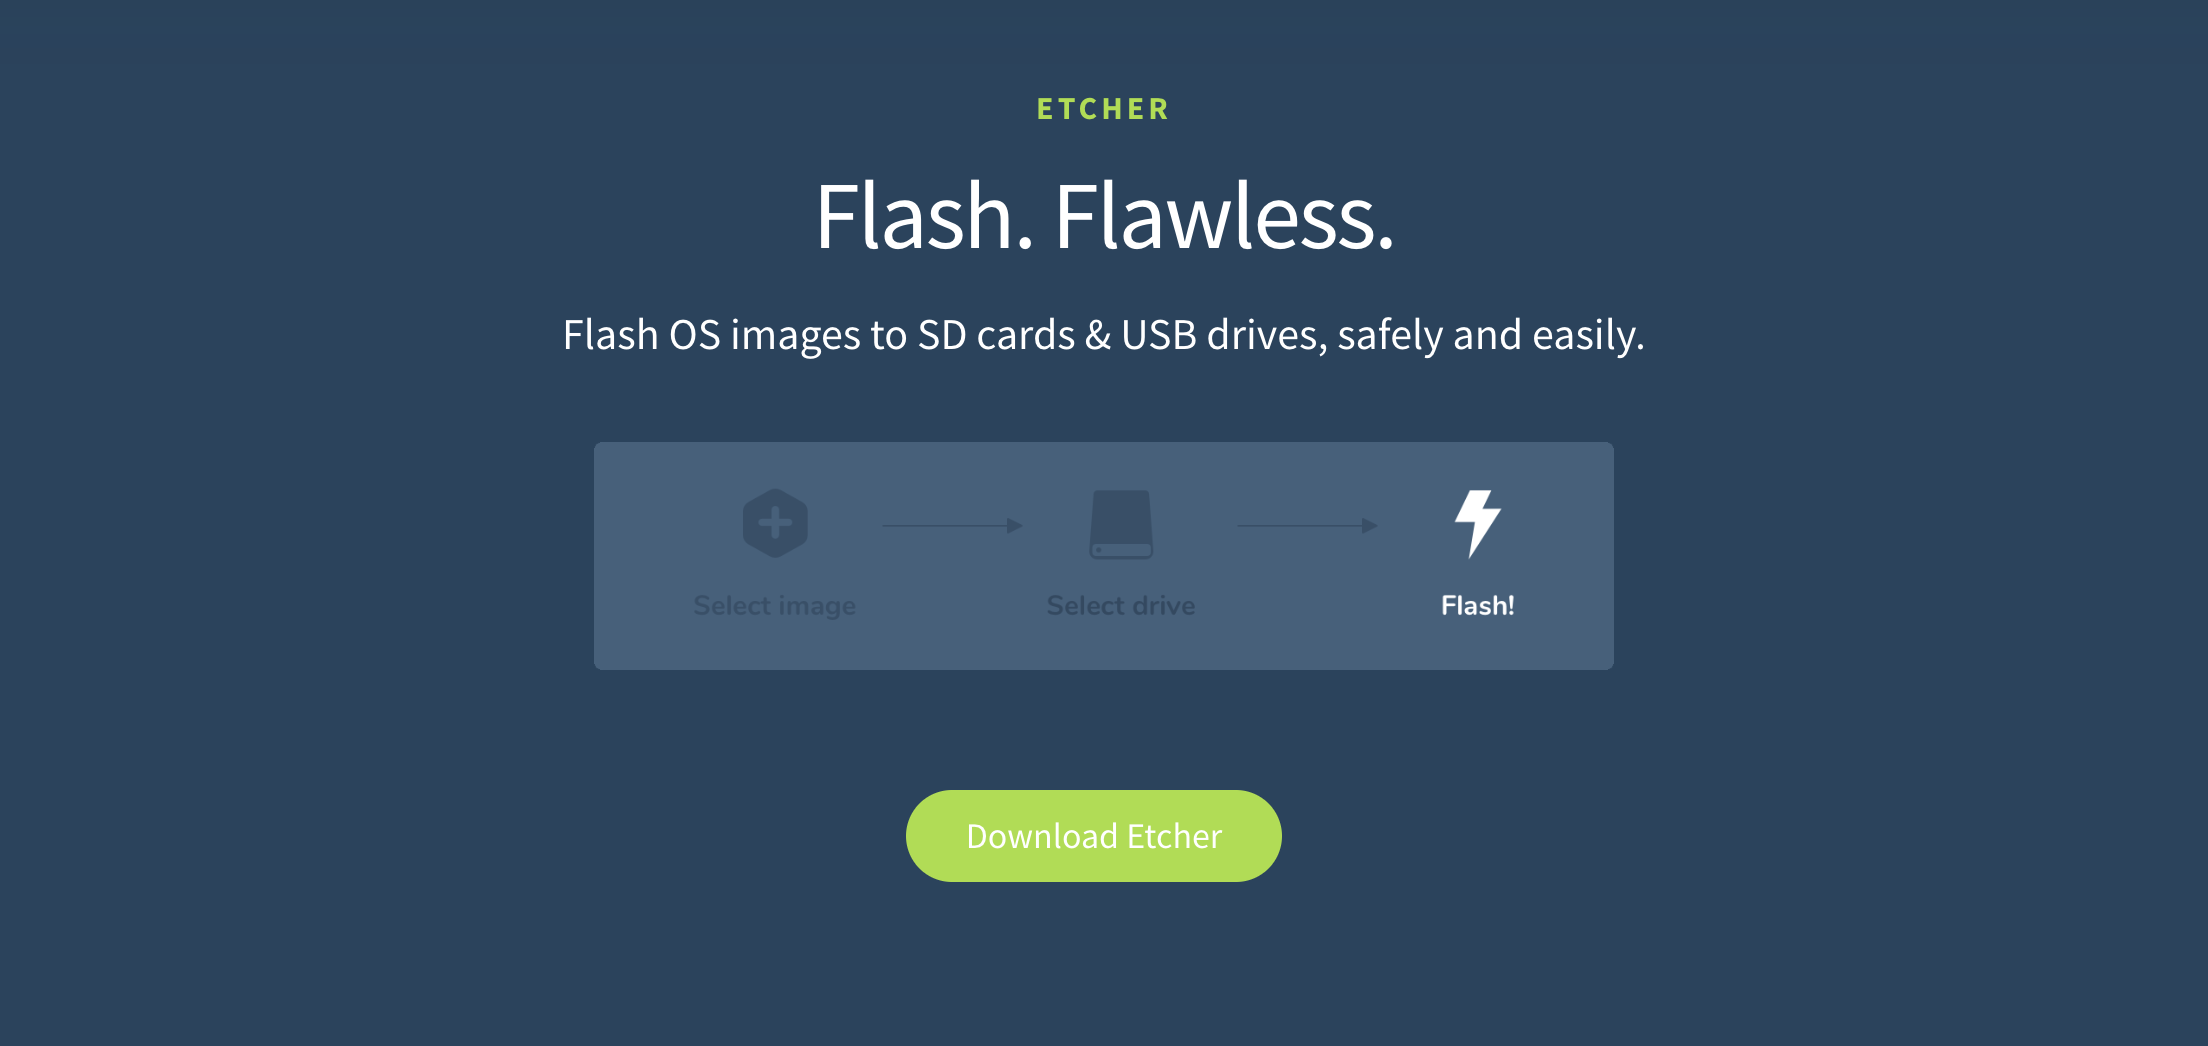 ETCHER
Flash. Flawless.
Flash OS images to SD cards & USB drives, safely and easily.
Select image
Select drive
Flash!
Download Etcher